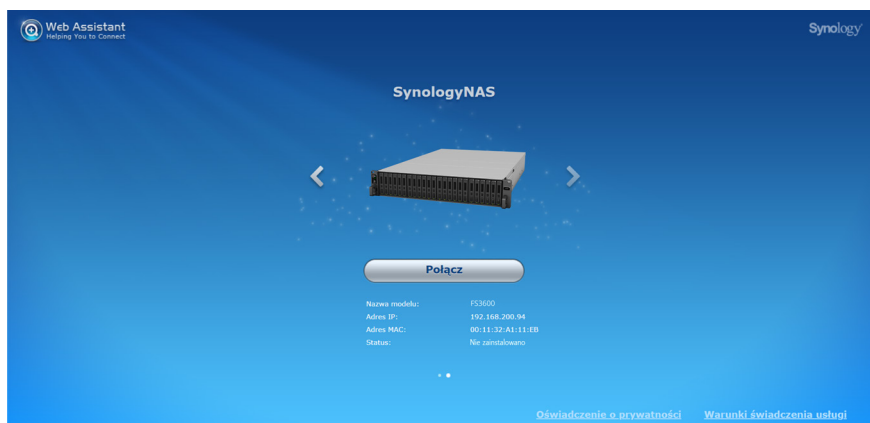 Web Assistant
Helping You to Connect
Synology
SynologyNAS
Połącz
Nazwa modelu: FS3600
Adres IP: 192.168.200.94
Adres MAC: 00:11:32:A1:11:EB
Status: Nie zainstalowano
Oświadczenie o prywatności Warunki świadczenia usługi